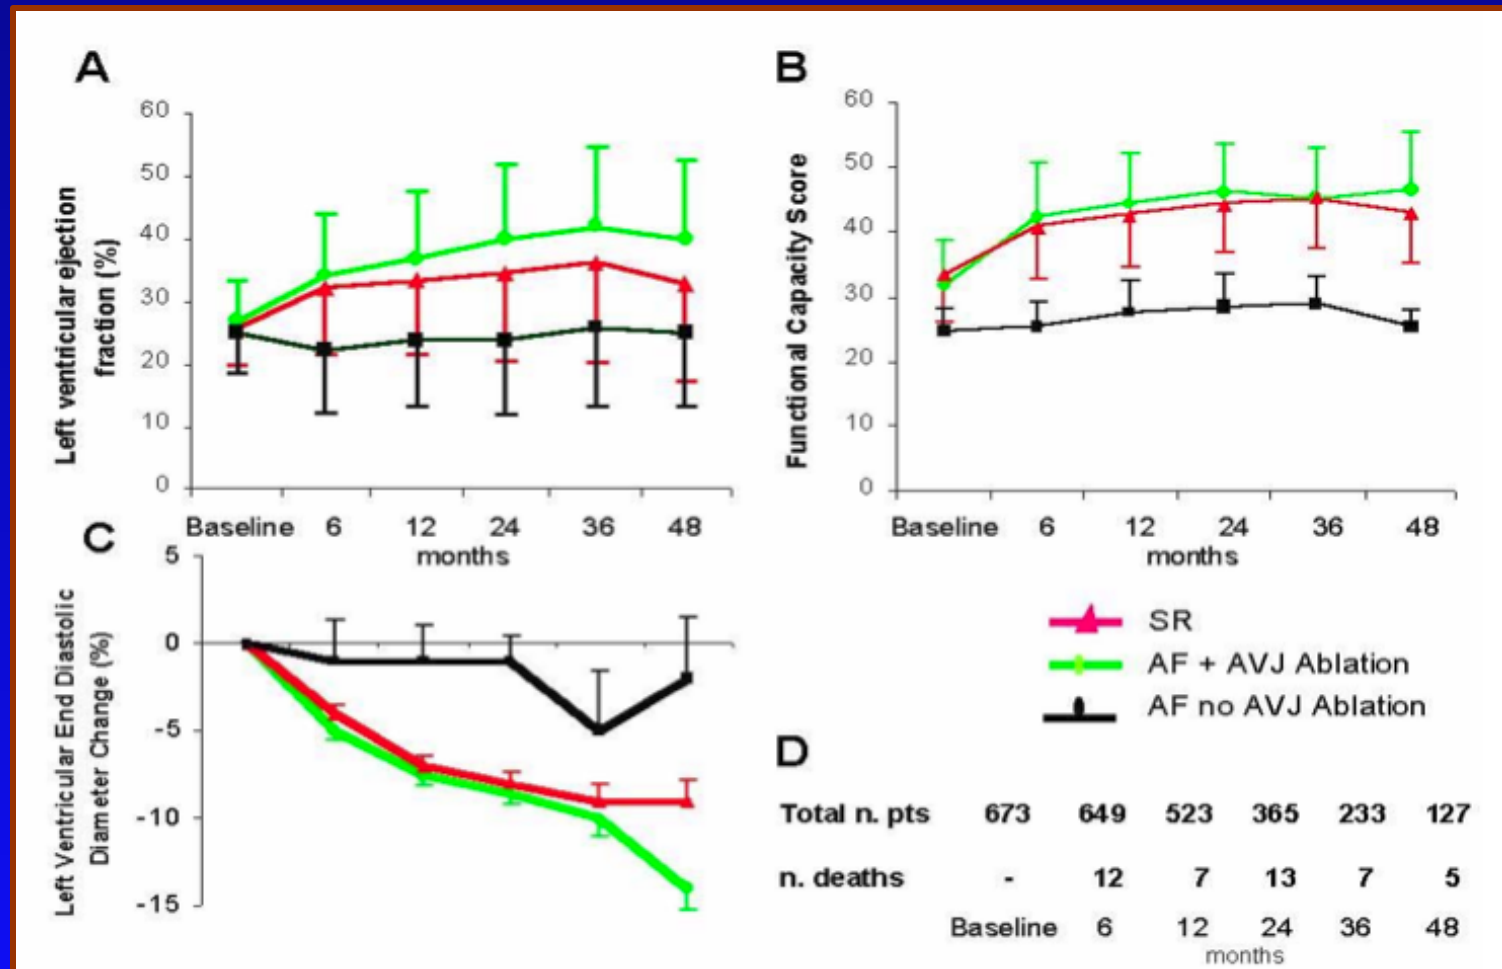 A
Left ventricular ejection
fraction (%)
60
50
40
30
20
10
0
Baseline 6 12 24 36 48
months
B
Functional Capacity Score
60
50
40
30
20
10
0
Baseline 6 12 24 36 48
months
C
Left Ventricular End Diastolic
Diameter Change (%)
5
0
-5
-10
-15
SR
AF + AVJ Ablation
AF no AVJ Ablation
D
Total n. pts 673 649 523 365 233 127
n. deaths - 12 7 13 7 5
Baseline 6 12 24 36 48
months